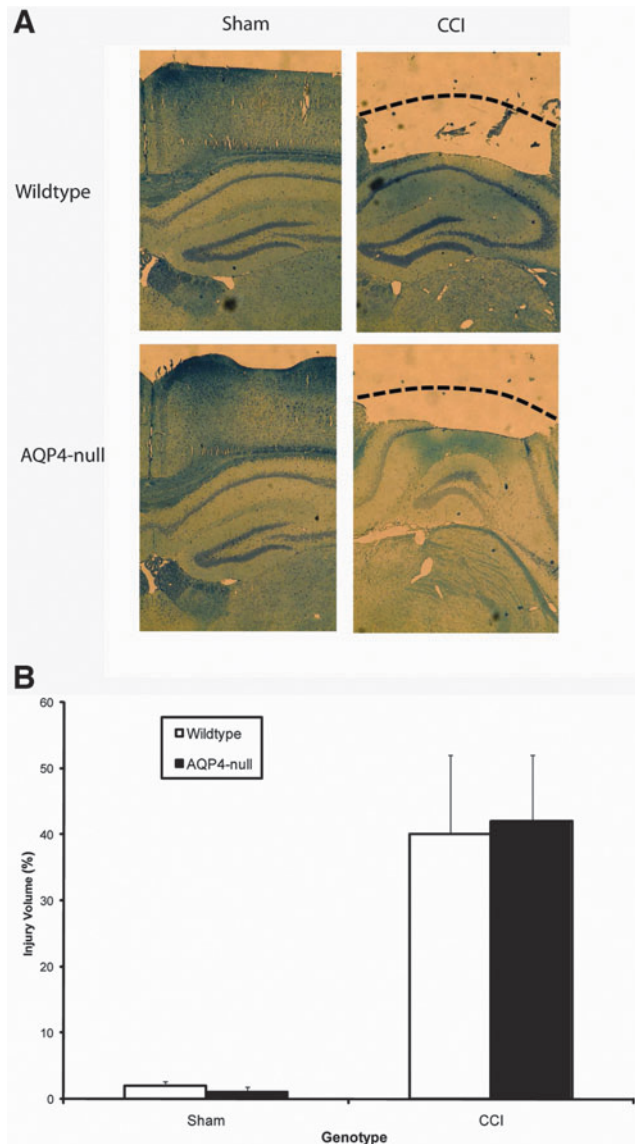 A
Sham CCI
Wildtype
AQP4-null
B
60
50
40
30
20
10
0
Wildtype
AQP4-null
Injury Volume (%)
Sham CCI
Genotype